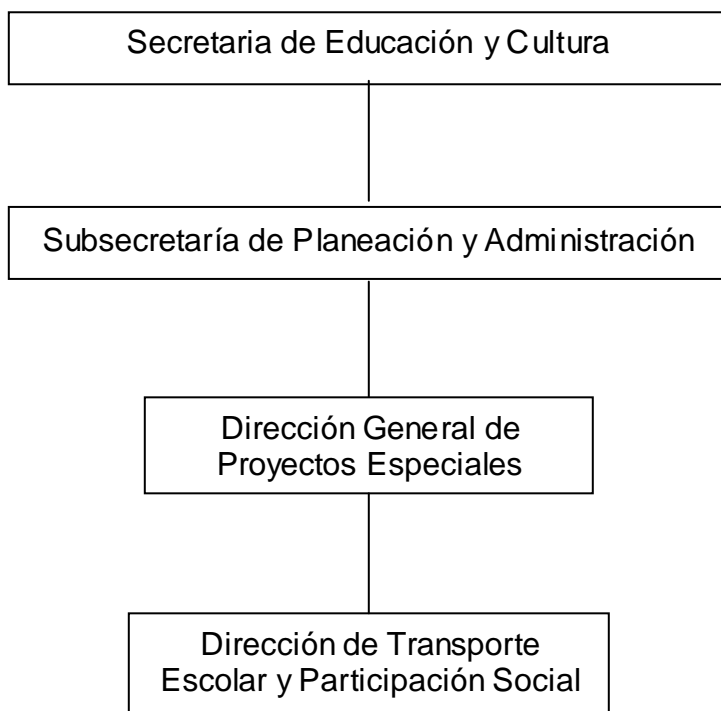 Secretaria de Educación y Cultura
Subsecretaría de Planeación y Administración
Dirección General de
Proyectos Especiales
Dirección de Transporte
Escolar y Participación Social